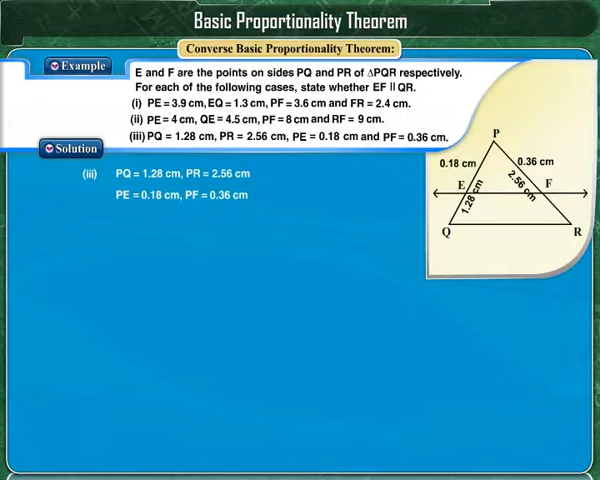 Basic Proportionality Theorem
Converse Basic Proportionality Theorem:
Example
E and F are the points on sides PQ and PR of ΔPQR respectively.
For each of the following cases, state whether EF || QR.
(i) PE = 3.9 cm, EQ = 1.3 cm, PF = 3.6 cm and FR = 2.4 cm.
(ii) PE = 4 cm, QE = 4.5 cm, PF = 8 cm and RF = 9 cm.
(iii) PQ = 1.28 cm, PR = 2.56 cm, PE = 0.18 cm and PF = 0.36 cm.
Solution
(iii) PQ = 1.28 cm, PR = 2.56 cm
PE = 0.18 cm, PF = 0.36 cm
P
0.18 cm 0.36 cm
E F
1.28 cm 2.56 cm
Q R